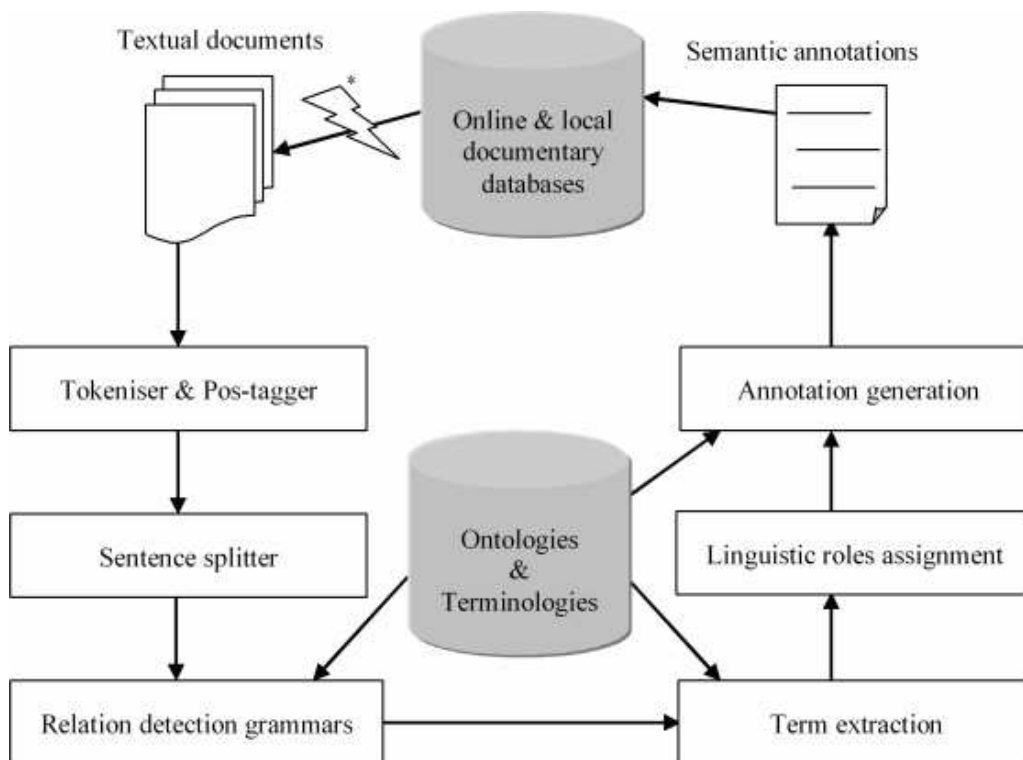 Textual documents
*
Semantic annotations
Online & local
documentary
databases
Tokeniser & Pos-tagger
Annotation generation
Sentence splitter
Ontologies
&
Terminologies
Linguistic roles assignment
Relation detection grammars
Term extraction